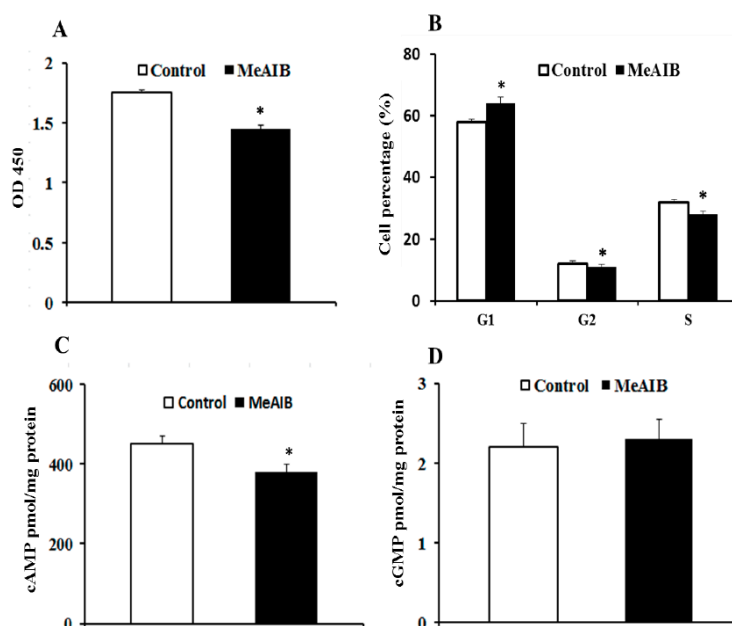 A
Control MeAIB
2
1.5
1
0.5
0
OD 450
*
B
Control MeAIB
80
60
40
20
0
Cell percentage (%)
*
*
*
G1 G2 S
C
Control MeAIB
600
400
200
0
cAMP pmol/mg protein
*
D
Control MeAIB
3
2
1
0
cGMP pmol/mg protein